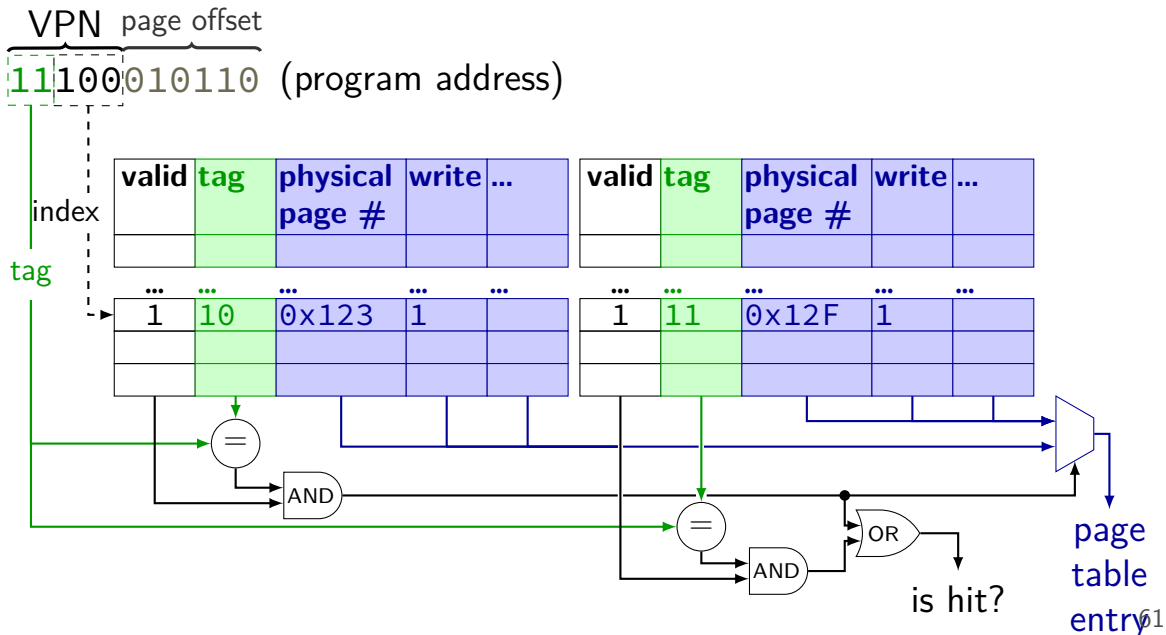 VPN page offset
11100010110 (program address)
valid tag physical page # write ... valid tag physical page # write ...
index
tag
... ... ... ... ... ... ... ... ... ...
1 10 0x123 1 1 11 0x12F 1
=
AND
=
OR
AND
is hit?
page
table
entry
61